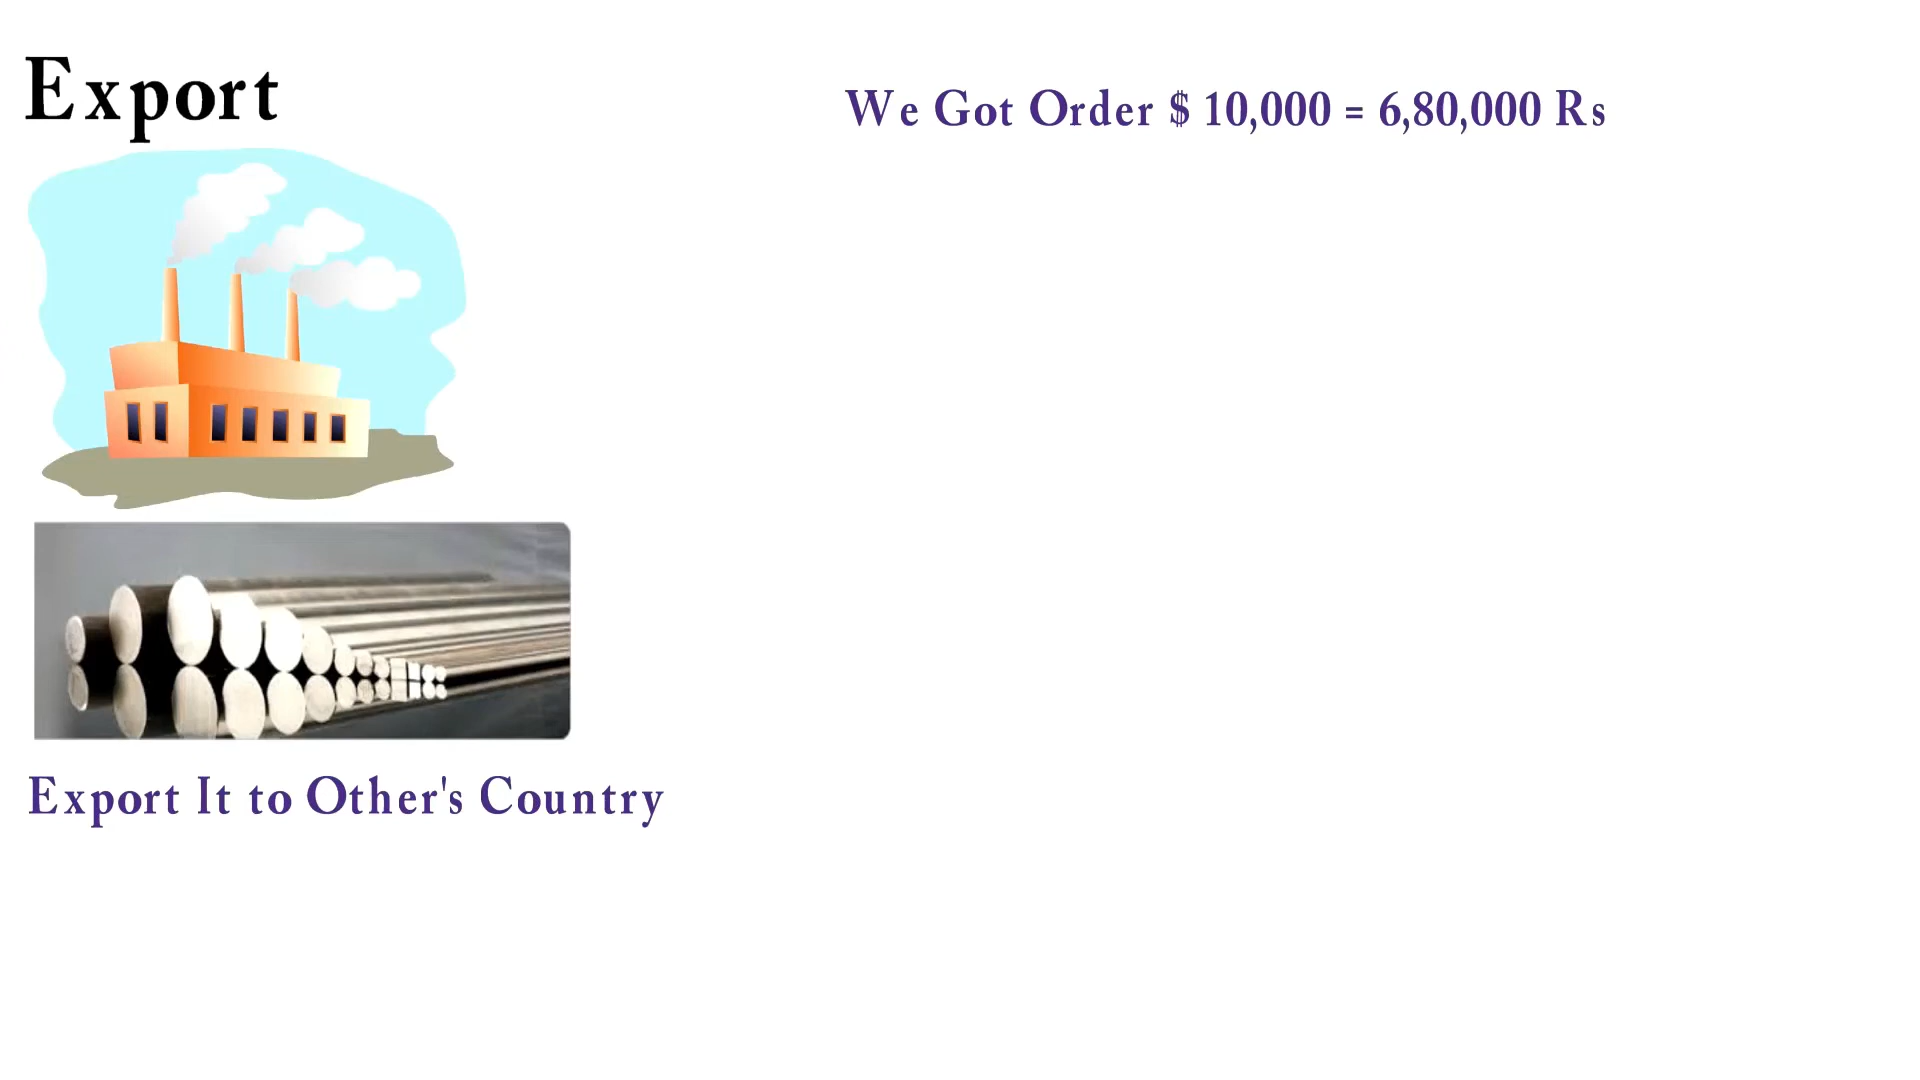 Export
We Got Order $ 10,000 = 6,80,000 Rs
Export It to Other's Country